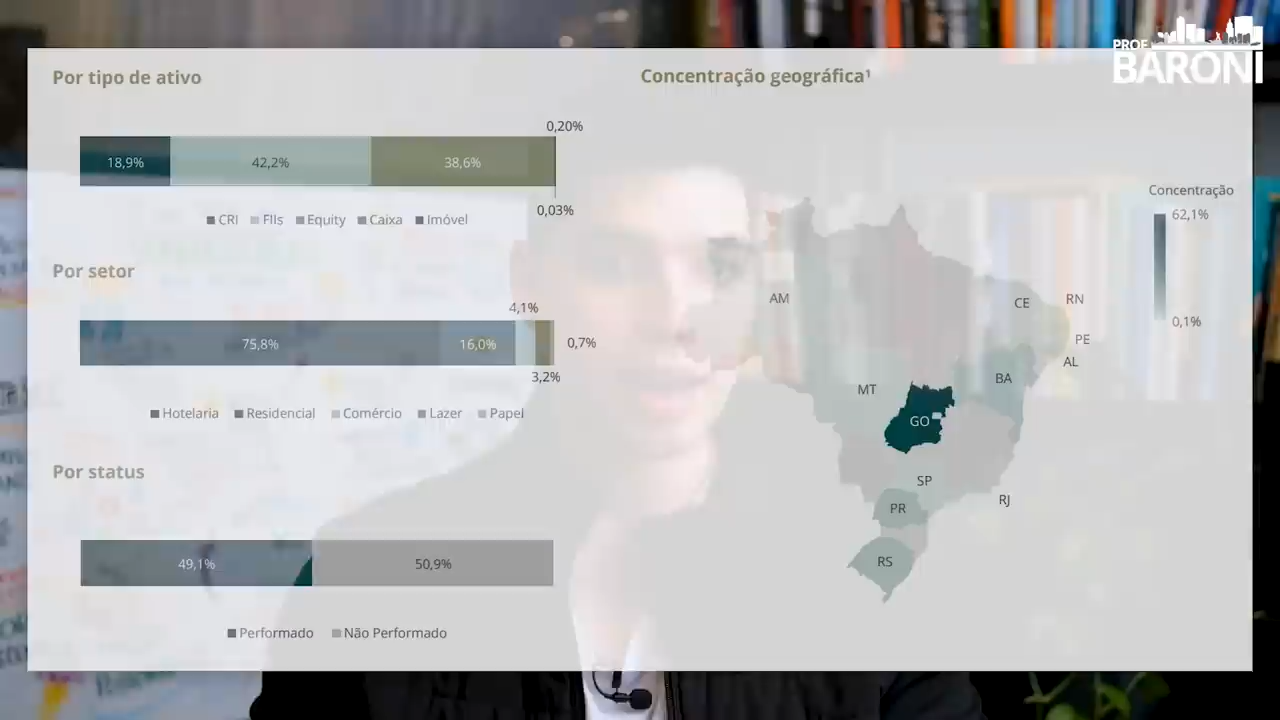 PROF.
BARONI
Por tipo de ativo
0,20%
18,9%
42,2%
38,6%
0,03%
CRI
FIIs
Equity
Caixa
Imóvel
Por setor
4,1%
75,8%
16,0%
0,7%
3,2%
Hotelaria
Residencial
Comércio
Lazer
Papel
Por status
49,1%
50,9%
Performado
Não Performado
Concentração geográfica¹
Concentração
62,1%
0,1%
AM
CE
RN
PE
AL
BA
MT
GO
SP
RJ
PR
RS